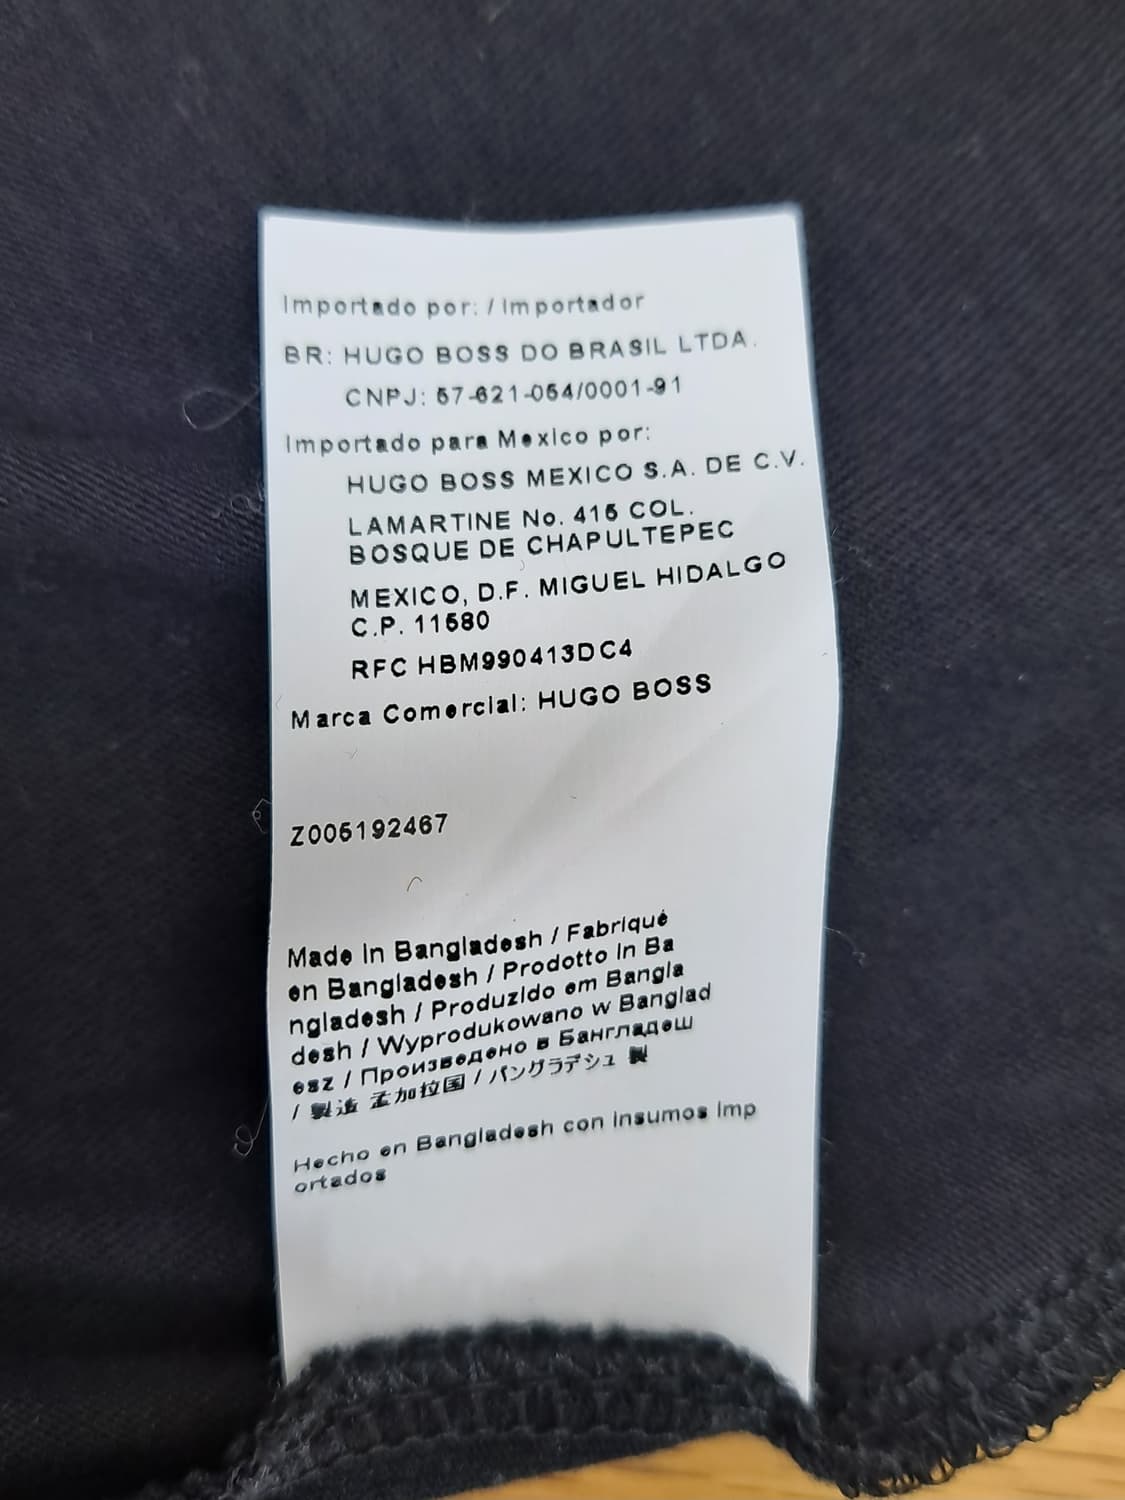 Importado por: / Importador
BR: HUGO BOSS DO BRASIL LTDA.
CNPJ: 57-621-054/0001-91
Importado para Mexico por:
HUGO BOSS MEXICO S.A. DE C.V.
LAMARTINE No. 415 COL.
BOSQUE DE CHAPULTEPEC
MEXICO, D.F. MIGUEL HIDALGO
C.P. 11580
RFC HBM990413DC4
Marca Comercial: HUGO BOSS
Z005192467
Made in Bangladesh / Fabriqué
en Bangladesh / Prodotto in Ba
ngladesh / Produzido em Bangla
desh / Wyprodukowano w Banglad
esz / Произведено в Бангладеш
/ 製造 孟加拉国 / バングラデシュ 製
Hecho en Bangladesh con insumos imp
ortados